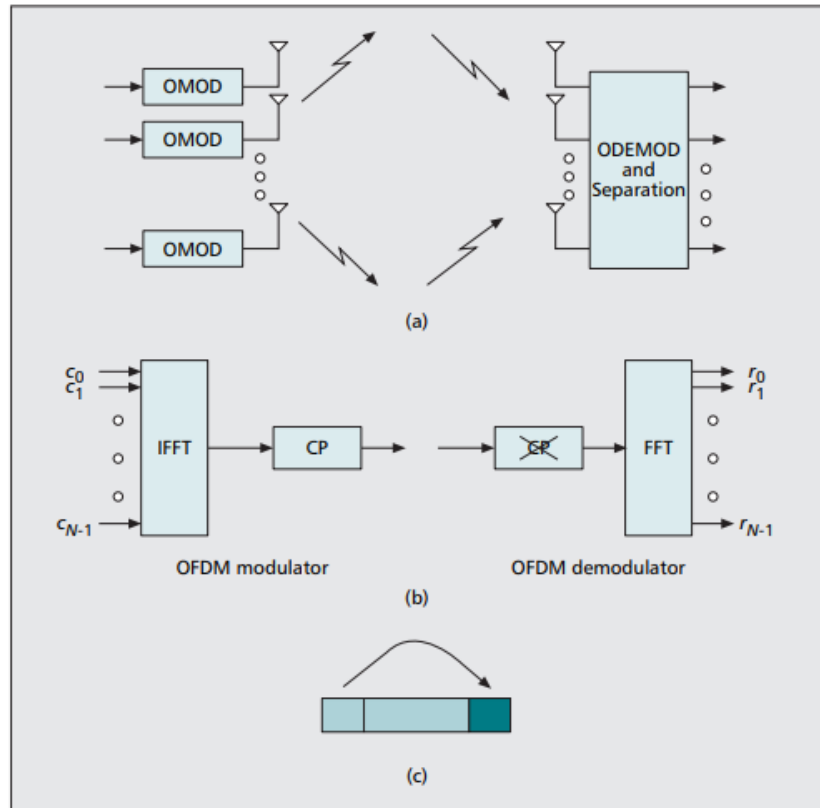 OMOD
OMOD
OMOD
ODEMOD
and
Separation
(a)
c0
c1
cN-1
IFFT
CP
CP
FFT
r0
r1
rN-1
OFDM modulator
OFDM demodulator
(b)
(c)